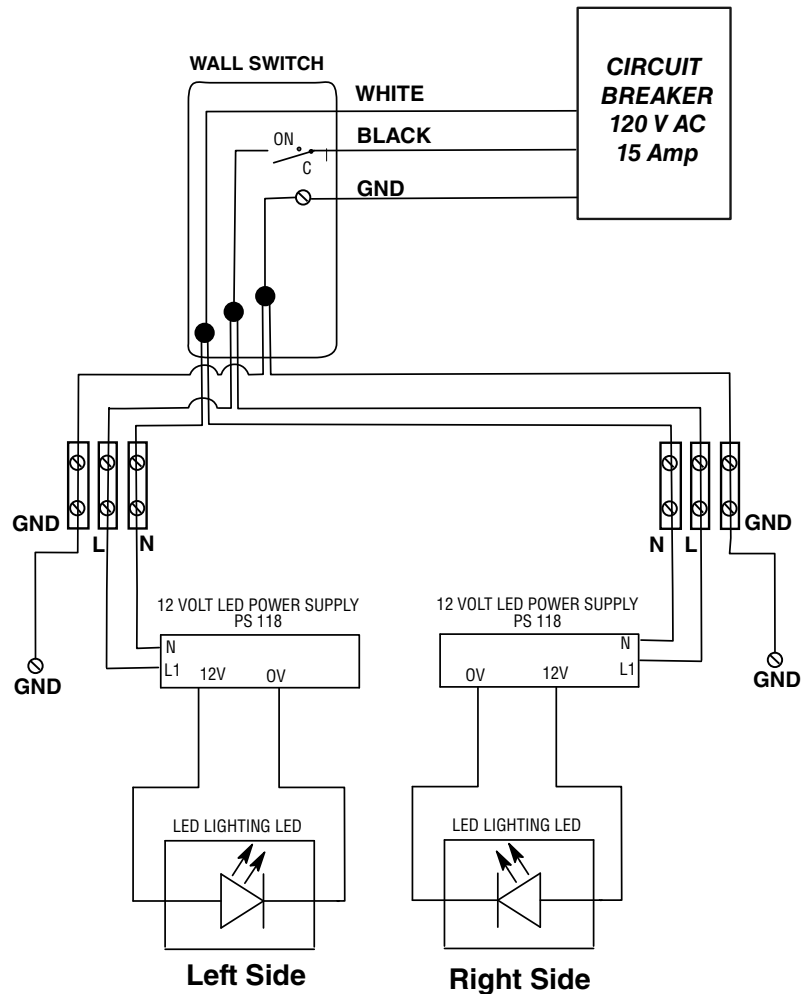 WALL SWITCH
CIRCUIT
BREAKER
120 V AC
15 Amp
WHITE
BLACK
ON
C
GND
GND
L
N
N
L
GND
12 VOLT LED POWER SUPPLY
PS 118
12 VOLT LED POWER SUPPLY
PS 118
N
L1
12V
0V
N
L1
0V
12V
GND
GND
LED LIGHTING LED
LED LIGHTING LED
Left Side
Right Side